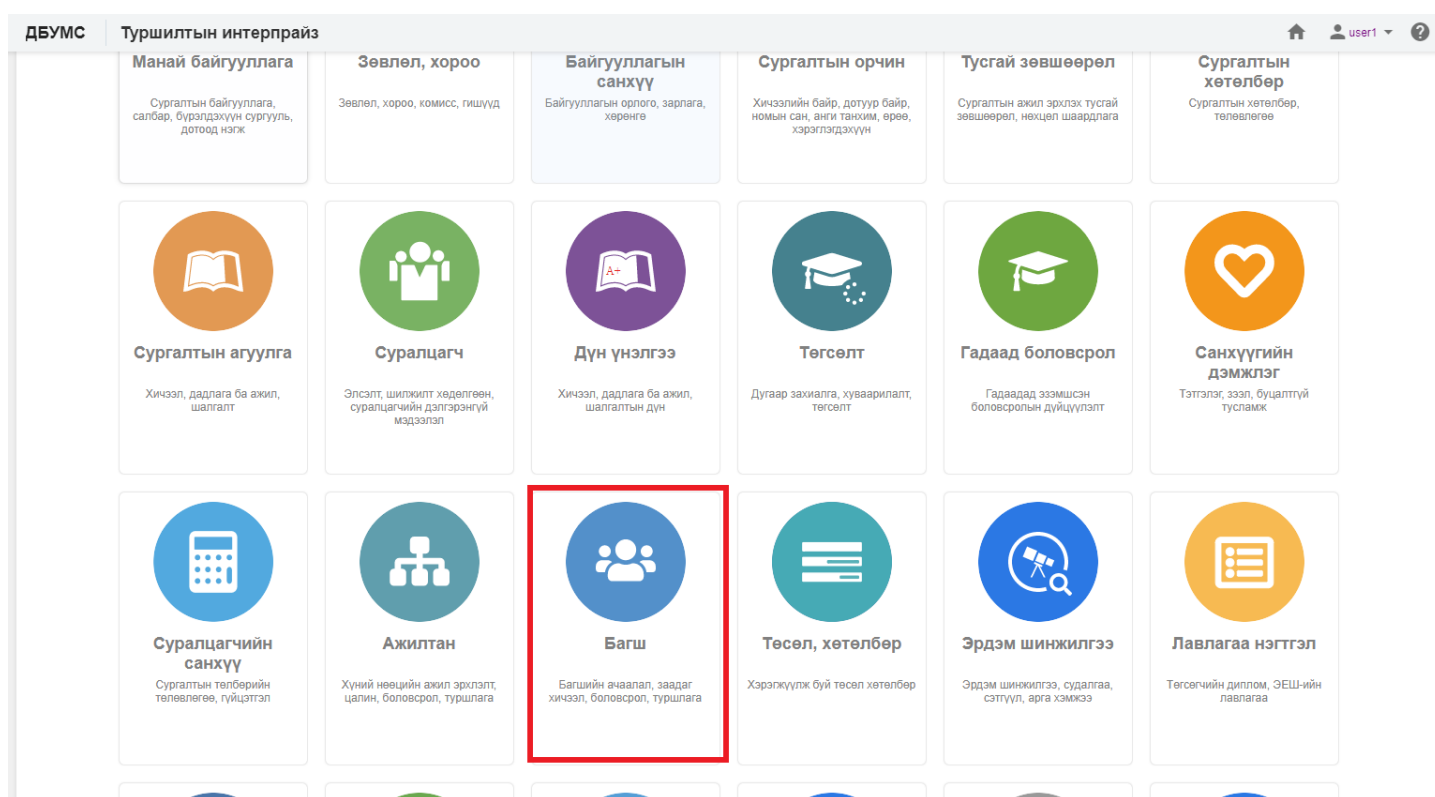 ДБУМС
Туршилтын интерпрайз
user1
Манай байгууллага
Сургалтын байгууллага,
салбар, бүрэлдэхүүн сургууль,
дотоод нэгж
Зөвлөл, хороо
Зөвлөл, хороо, комисс, гишүүд
Байгууллагын
санхүү
Байгууллагын орлого, зарлага,
хөрөнгө
Сургалтын орчин
Хичээлийн байр, дотуур байр,
номын сан, анги танхим, өрөө,
хэрэглэгдэхүүн
Тусгай зөвшөөрөл
Сургалтын ажил эрхлэх тусгай
зөвшөөрөл, нөхцөл шаардлага
Сургалтын
хөтөлбөр
Сургалтын хөтөлбөр,
төлөвлөгөө
A+
Сургалтын агуулга
Хичээл, дадлага ба ажил,
шалгалт
Суралцагч
Элсэлт, шилжилт хөдөлгөөн,
суралцагчийн дэлгэрэнгүй
мэдээлэл
Дүн үнэлгээ
Хичээл, дадлага ба ажил,
шалгалтын дүн
Төгсөлт
Дугаар захиалга, хуваарилалт,
төгсөлт
Гадаад боловсрол
Гадаадад эзэмшсэн
боловсролын дүйцүүлэлт
Санхүүгийн
дэмжлэг
Тэтгэлэг, зээл, буцалтгүй
тусламж
Суралцагчийн
санхүү
Сургалтын төлбөрийн
төлөвлөгөө, гүйцэтгэл
Ажилтан
Хүний нөөцийн ажил эрхлэлт,
цалин, боловсрол, туршлага
Багш
Багшийн ачаалал, заадаг
хичээл, боловсрол, туршлага
Төсөл, хөтөлбөр
Хэрэгжүүлж буй төсөл хөтөлбөр
Эрдэм шинжилгээ
Эрдэм шинжилгээ, судалгаа,
сэтгүүл, арга хэмжээ
Лавлагаа нэгтгэл
Төгсөгчийн диплом, ЭЕШ-ийн
лавлагаа